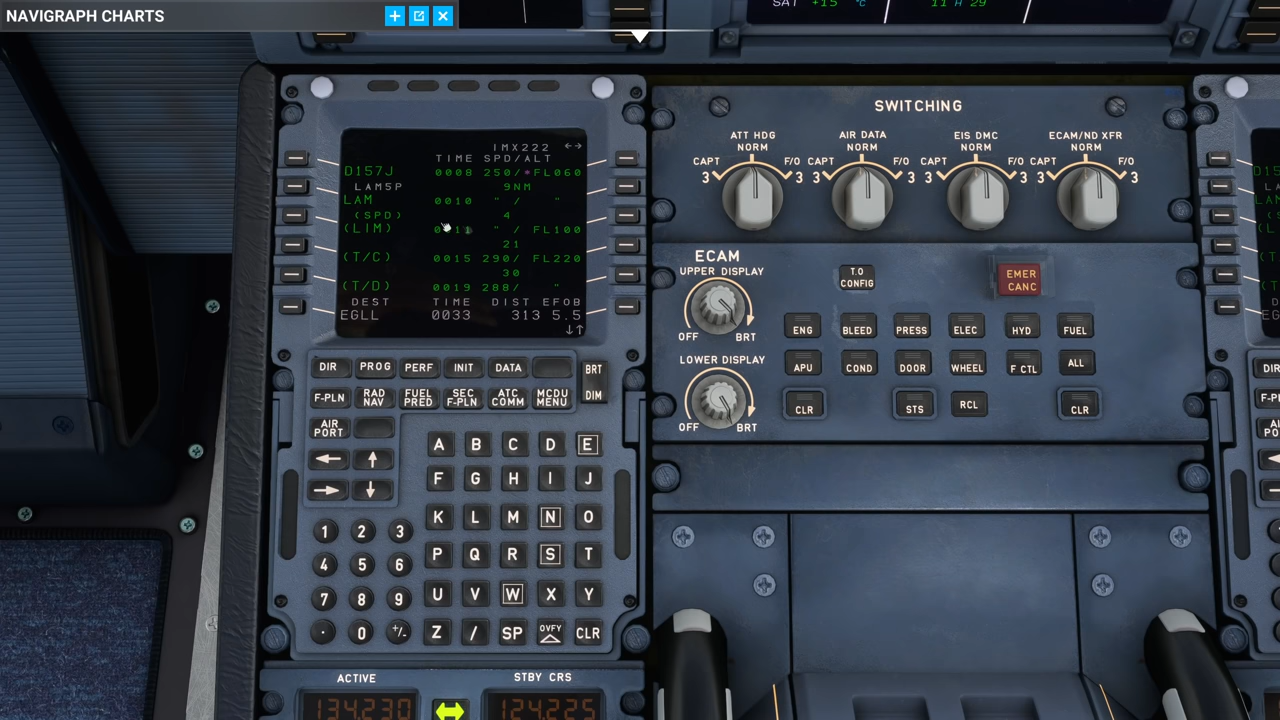 NAVIGRAPH CHARTS
SAT +15 °C
11 H 29
IMX222 ←→
TIME SPD/ALT
D157J 0008 250/*FL060
LAM5P 9NM
LAM 0010 " / "
(SPD) 4
(LIM) " / FL100
21
(T/C) 0015 290/ FL220
30
(T/D) 0019 288/ "
DEST TIME DIST EFOB
EGLL 0033 313 5.5
↓↑
DIR PROG PERF INIT DATA
BRT
DIM
F-PLN RAD NAV FUEL PRED SEC F-PLN ATC COMM MCDU MENU
AIR PORT
← ↑
→ ↓
A B C D E
F G H I J
K L M N O
P Q R S T
U V W X Y
Z / SP OVFY CLR
1 2 3
4 5 6
7 8 9
. 0 +/-
ACTIVE STBY CRS
134.230 124.225
SWITCHING
ATT HDG NORM
CAPT 3 F/O 3
AIR DATA NORM
CAPT 3 F/O 3
EIS DMC NORM
CAPT 3 F/O 3
ECAM/ND XFR NORM
CAPT 3 F/O 3
ECAM
UPPER DISPLAY
OFF BRT
LOWER DISPLAY
OFF BRT
T.O CONFIG
EMER CANC
ENG BLEED PRESS ELEC HYD FUEL
APU COND DOOR WHEEL F CTL ALL
CLR STS RCL CLR
D15
LAM
DIR
F-P